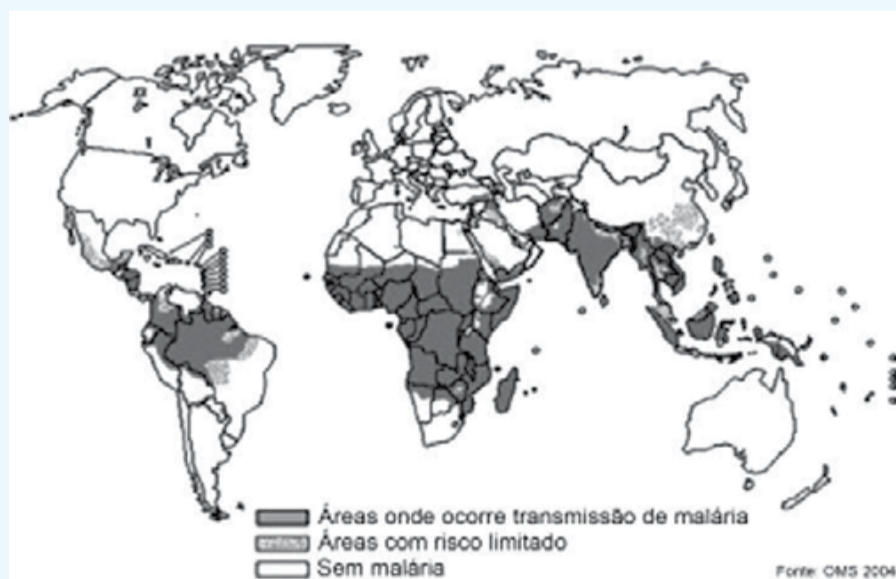 Áreas onde ocorre transmissão de malária
Áreas com risco limitado
Sem malária
Fonte: OMS 2004